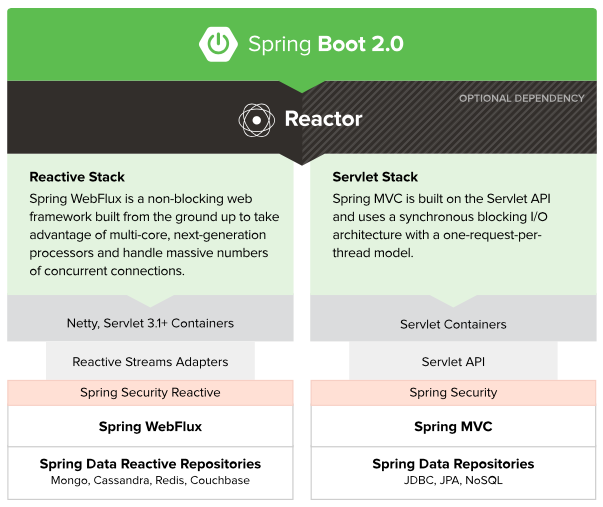 Spring Boot 2.0
OPTIONAL DEPENDENCY
Reactor
Reactive Stack
Spring WebFlux is a non-blocking web
framework built from the ground up to take
advantage of multi-core, next-generation
processors and handle massive numbers
of concurrent connections.
Netty, Servlet 3.1+ Containers
Reactive Streams Adapters
Spring Security Reactive
Spring WebFlux
Spring Data Reactive Repositories
Mongo, Cassandra, Redis, Couchbase
Servlet Stack
Spring MVC is built on the Servlet API
and uses a synchronous blocking I/O
architecture with a one-request-per-
thread model.
Servlet Containers
Servlet API
Spring Security
Spring MVC
Spring Data Repositories
JDBC, JPA, NoSQL